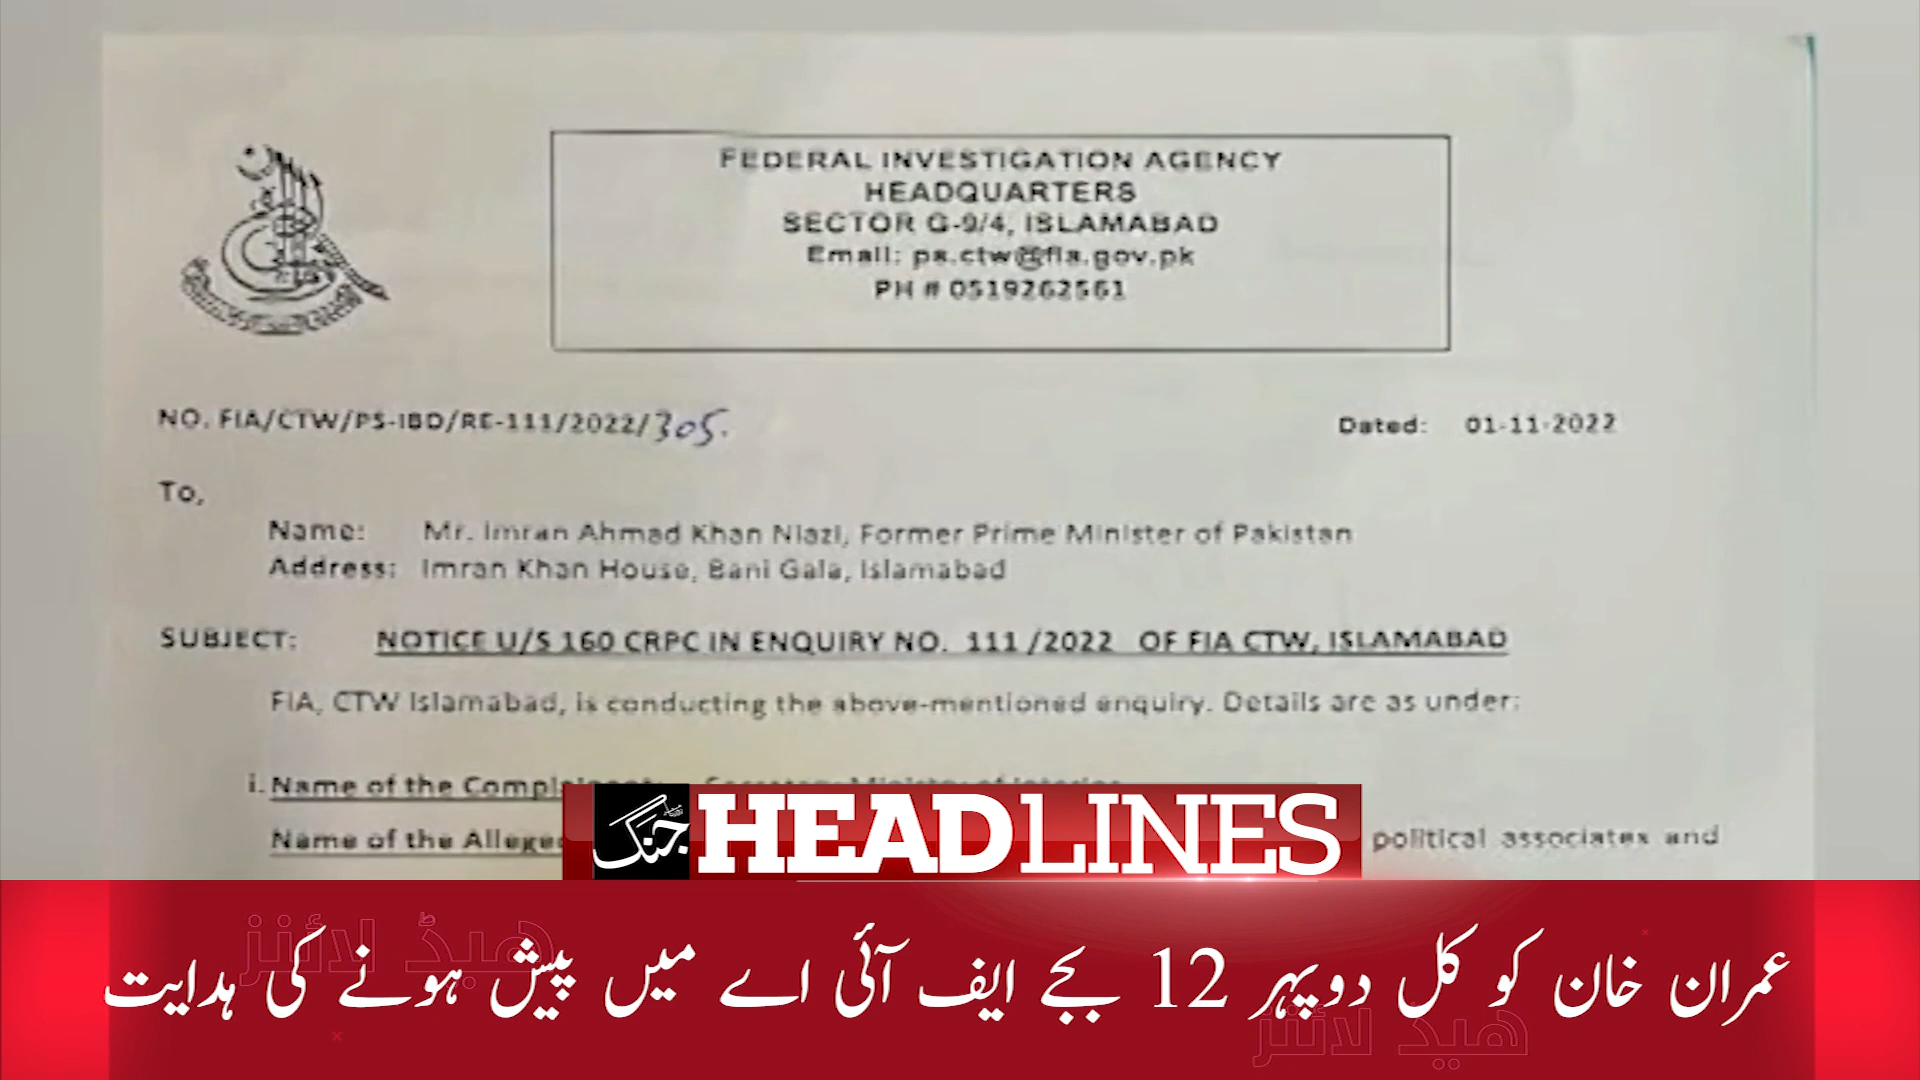 FEDERAL INVESTIGATION AGENCY
HEADQUARTERS
SECTOR G-9/4, ISLAMABAD
Email: ps.ctw@fia.gov.pk
PH # 0519262561
NO. FIA/CTW/PS-IBD/RE-111/2022/305.
Dated: 01-11-2022
To,
Name: Mr. Imran Ahmad Khan Niazi, Former Prime Minister of Pakistan
Address: Imran Khan House, Bani Gala, Islamabad
SUBJECT: NOTICE U/S 160 CRPC IN ENQUIRY NO. 111 /2022 OF FIA CTW, ISLAMABAD
FIA, CTW Islamabad, is conducting the above-mentioned enquiry. Details are as under:
i. Name of the
Name of the political associates and
جنگ HEADLINES
ھیڈ لائنز
عمران خان کو کل دوپہر 12 بجے ایف آئی اے میں پیش ہونے کی ہدایت
ھیڈ لائنز